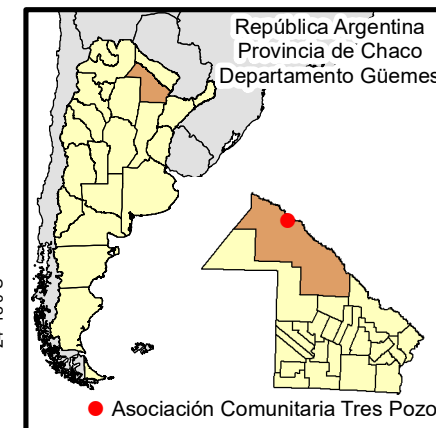 República Argentina
Provincia de Chaco
Departamento Güemes
Asociación Comunitaria Tres Pozo